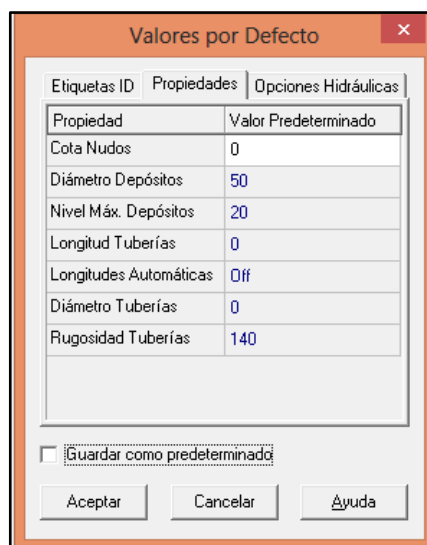 Valores por Defecto
Etiquetas ID Propiedades Opciones Hidráulicas
Propiedad Valor Predeterminado
Cota Nudos 0
Diámetro Depósitos 50
Nivel Máx. Depósitos 20
Longitud Tuberías 0
Longitudes Automáticas Off
Diámetro Tuberías 0
Rugosidad Tuberías 140
Guardar como predeterminado
Aceptar Cancelar Ayuda